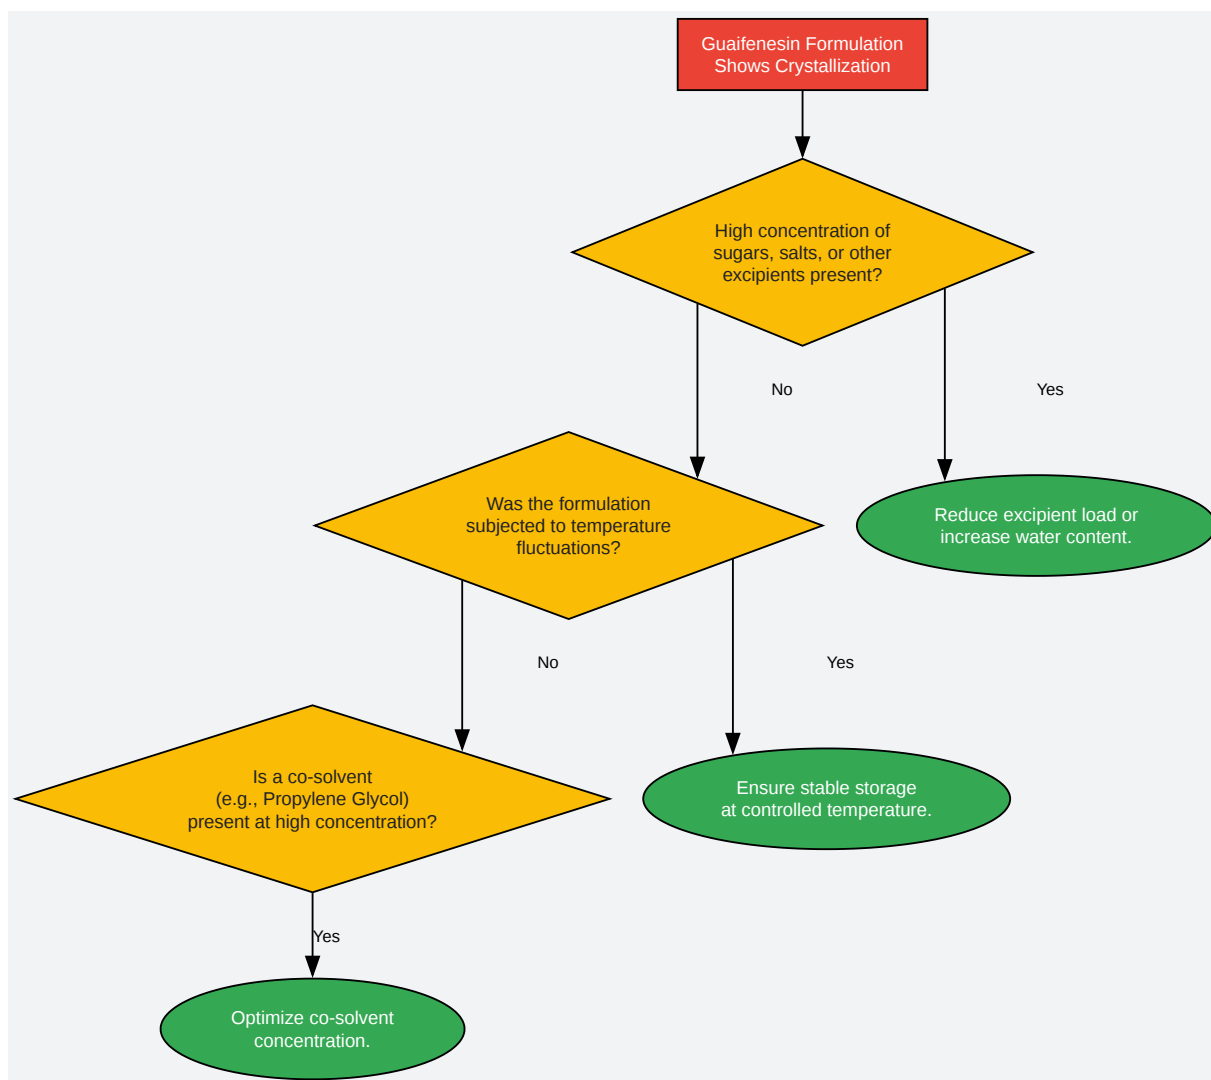 Guaifenesin Formulation
Shows Crystallization
High concentration of
sugars, salts, or other
excipients present?
No
Yes
Was the formulation
subjected to temperature
fluctuations?
Reduce excipient load or
increase water content.
No
Yes
Is a co-solvent
(e.g., Propylene Glycol)
present at high concentration?
Ensure stable storage
at controlled temperature.
Yes
Optimize co-solvent
concentration.